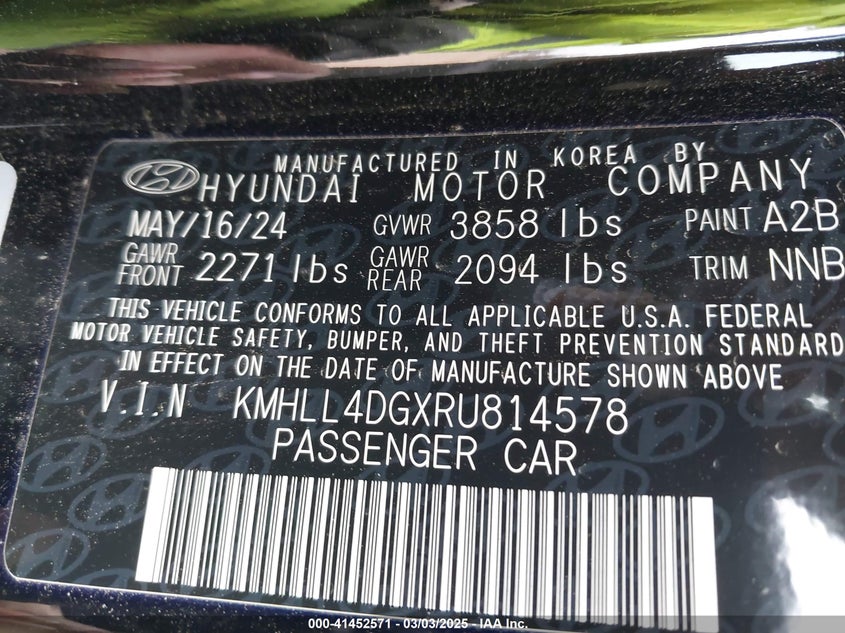 MANUFACTURED IN KOREA BY
HYUNDAI MOTOR COMPANY
MAY/16/24 GVWR 3858 lbs PAINT A2B
GAWR FRONT 2271 lbs GAWR REAR 2094 lbs TRIM NNB
THIS VEHICLE CONFORMS TO ALL APPLICABLE U.S.A. FEDERAL
MOTOR VEHICLE SAFETY, BUMPER, AND THEFT PREVENTION STANDARD
IN EFFECT ON THE DATE OF MANUFACTURE SHOWN ABOVE
V.I.N KMHLL4DGXRU814578
PASSENGER CAR
000-41452571 - 03/03/2025 - IAA Inc.